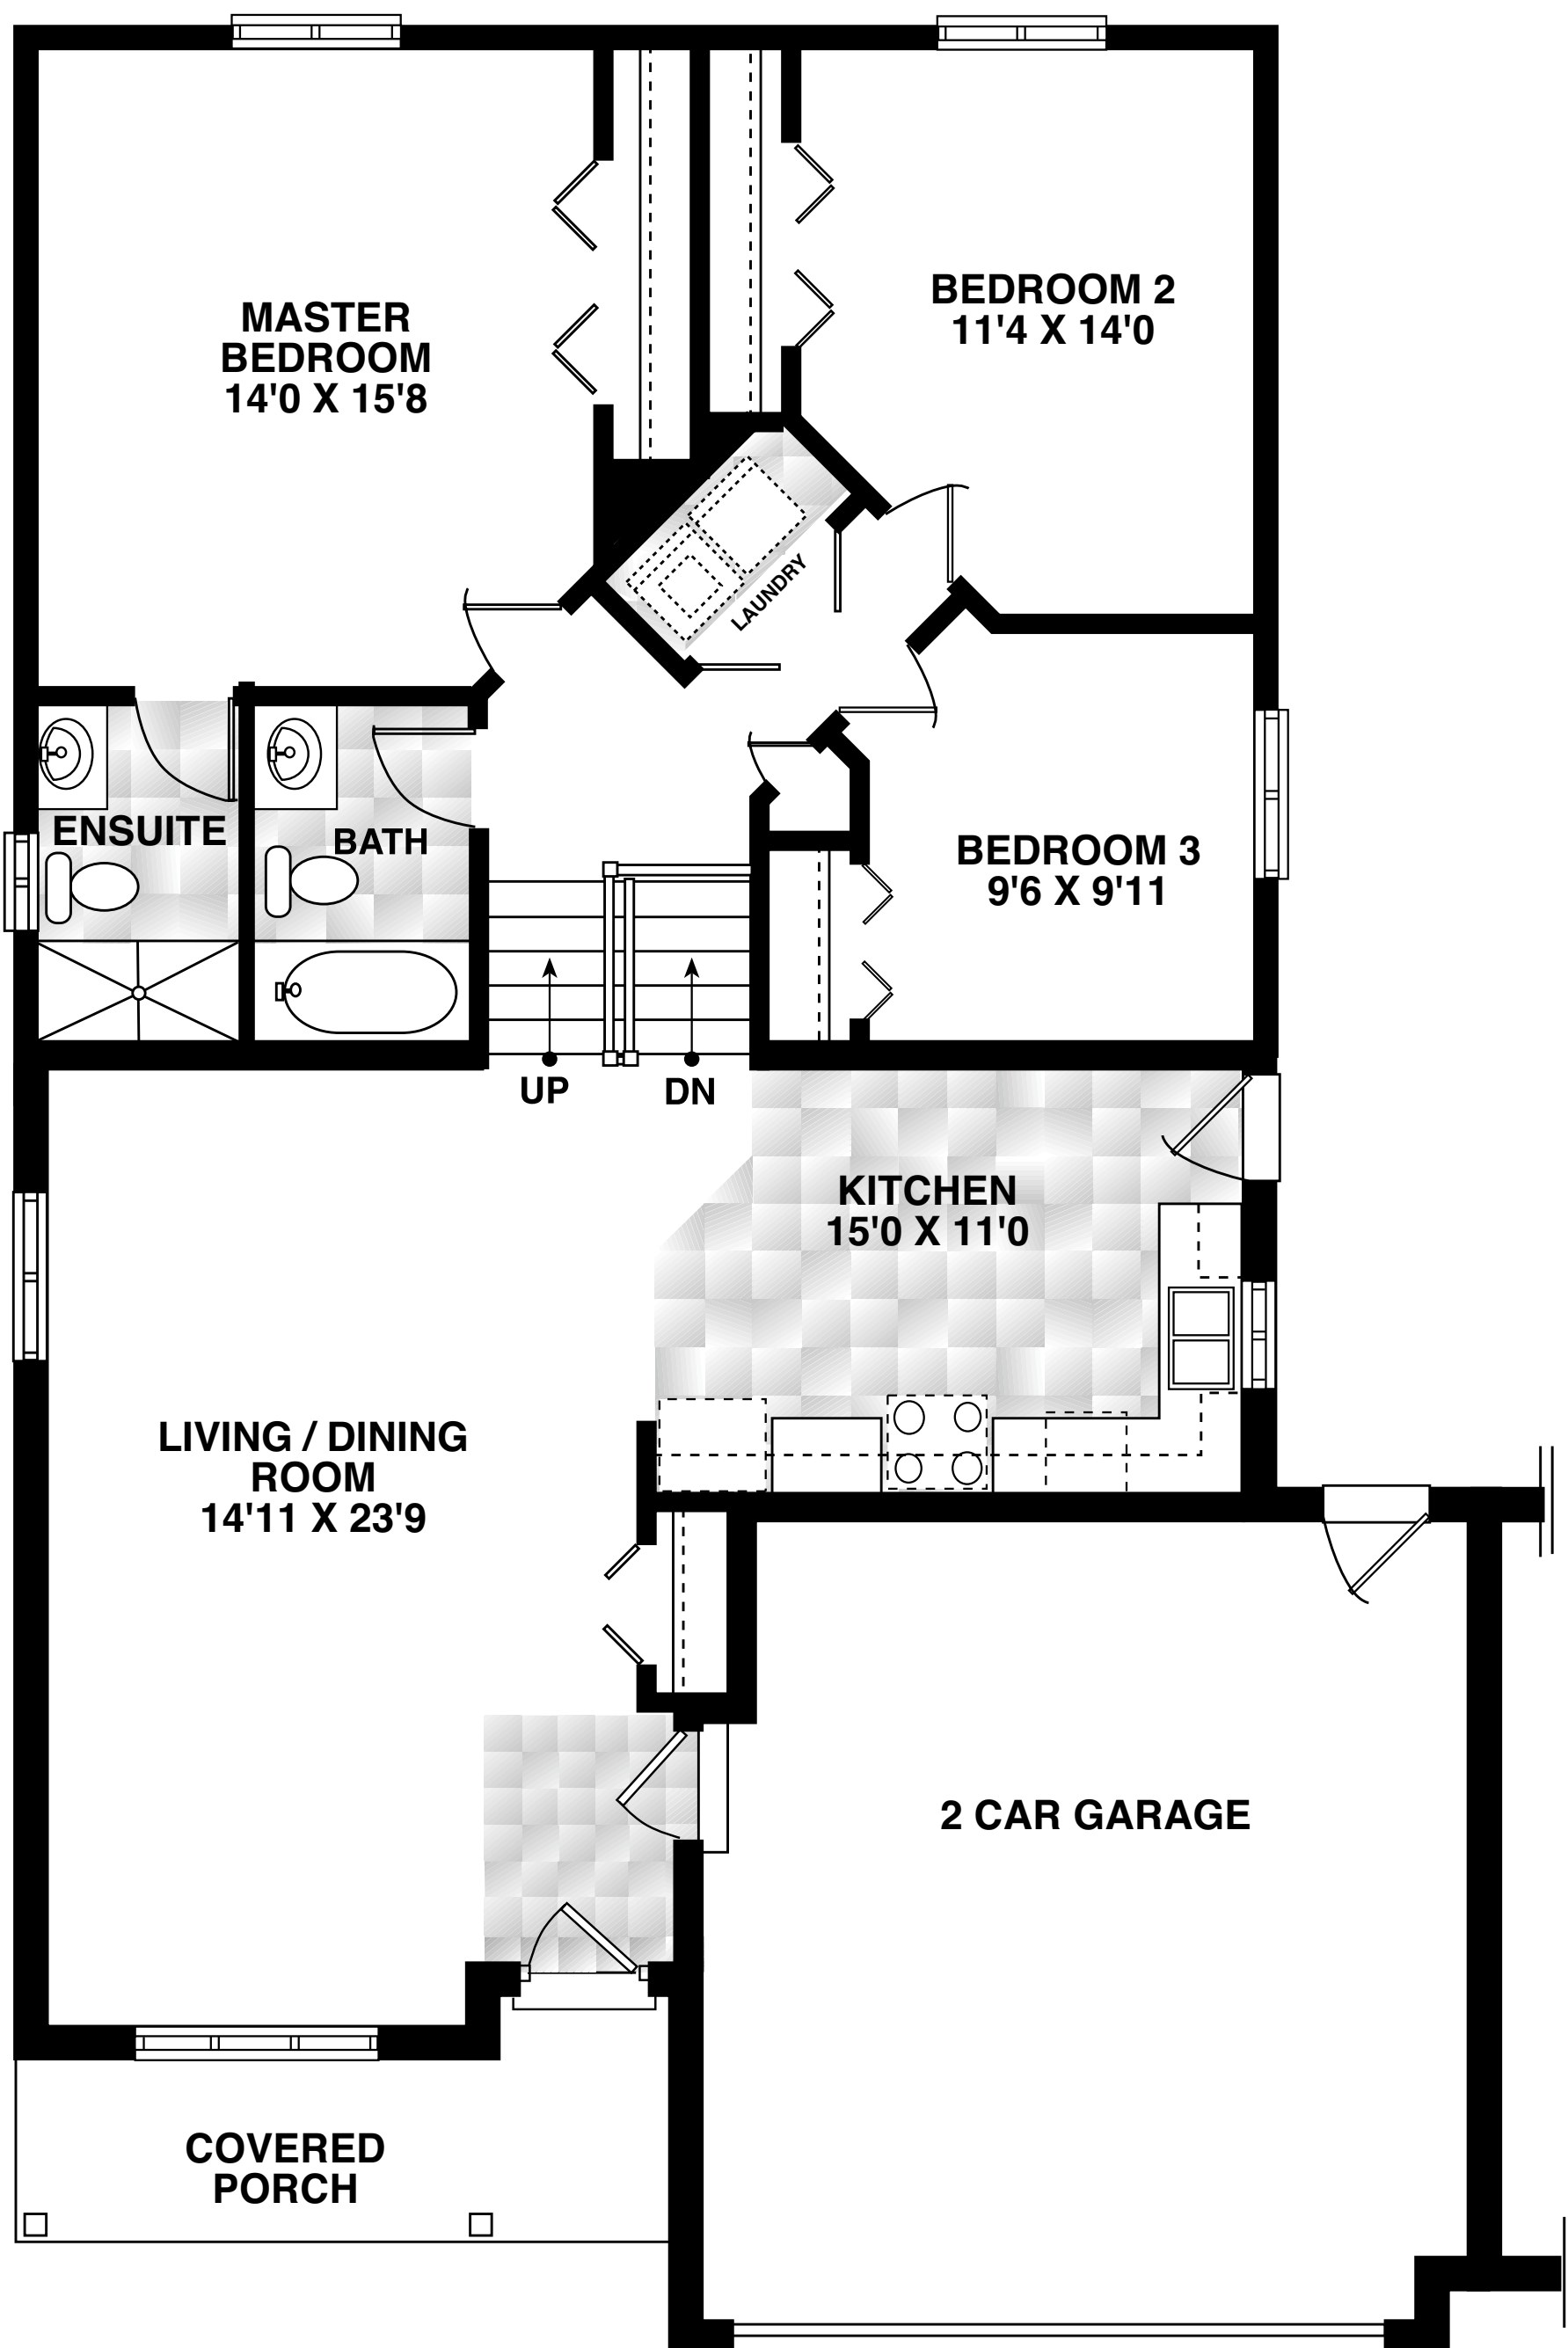 MASTER
BEDROOM
14'0 X 15'8
BEDROOM 2
11'4 X 14'0
LAUNDRY
ENSUITE
BATH
BEDROOM 3
9'6 X 9'11
UP
DN
KITCHEN
15'0 X 11'0
LIVING / DINING
ROOM
14'11 X 23'9
2 CAR GARAGE
COVERED
PORCH